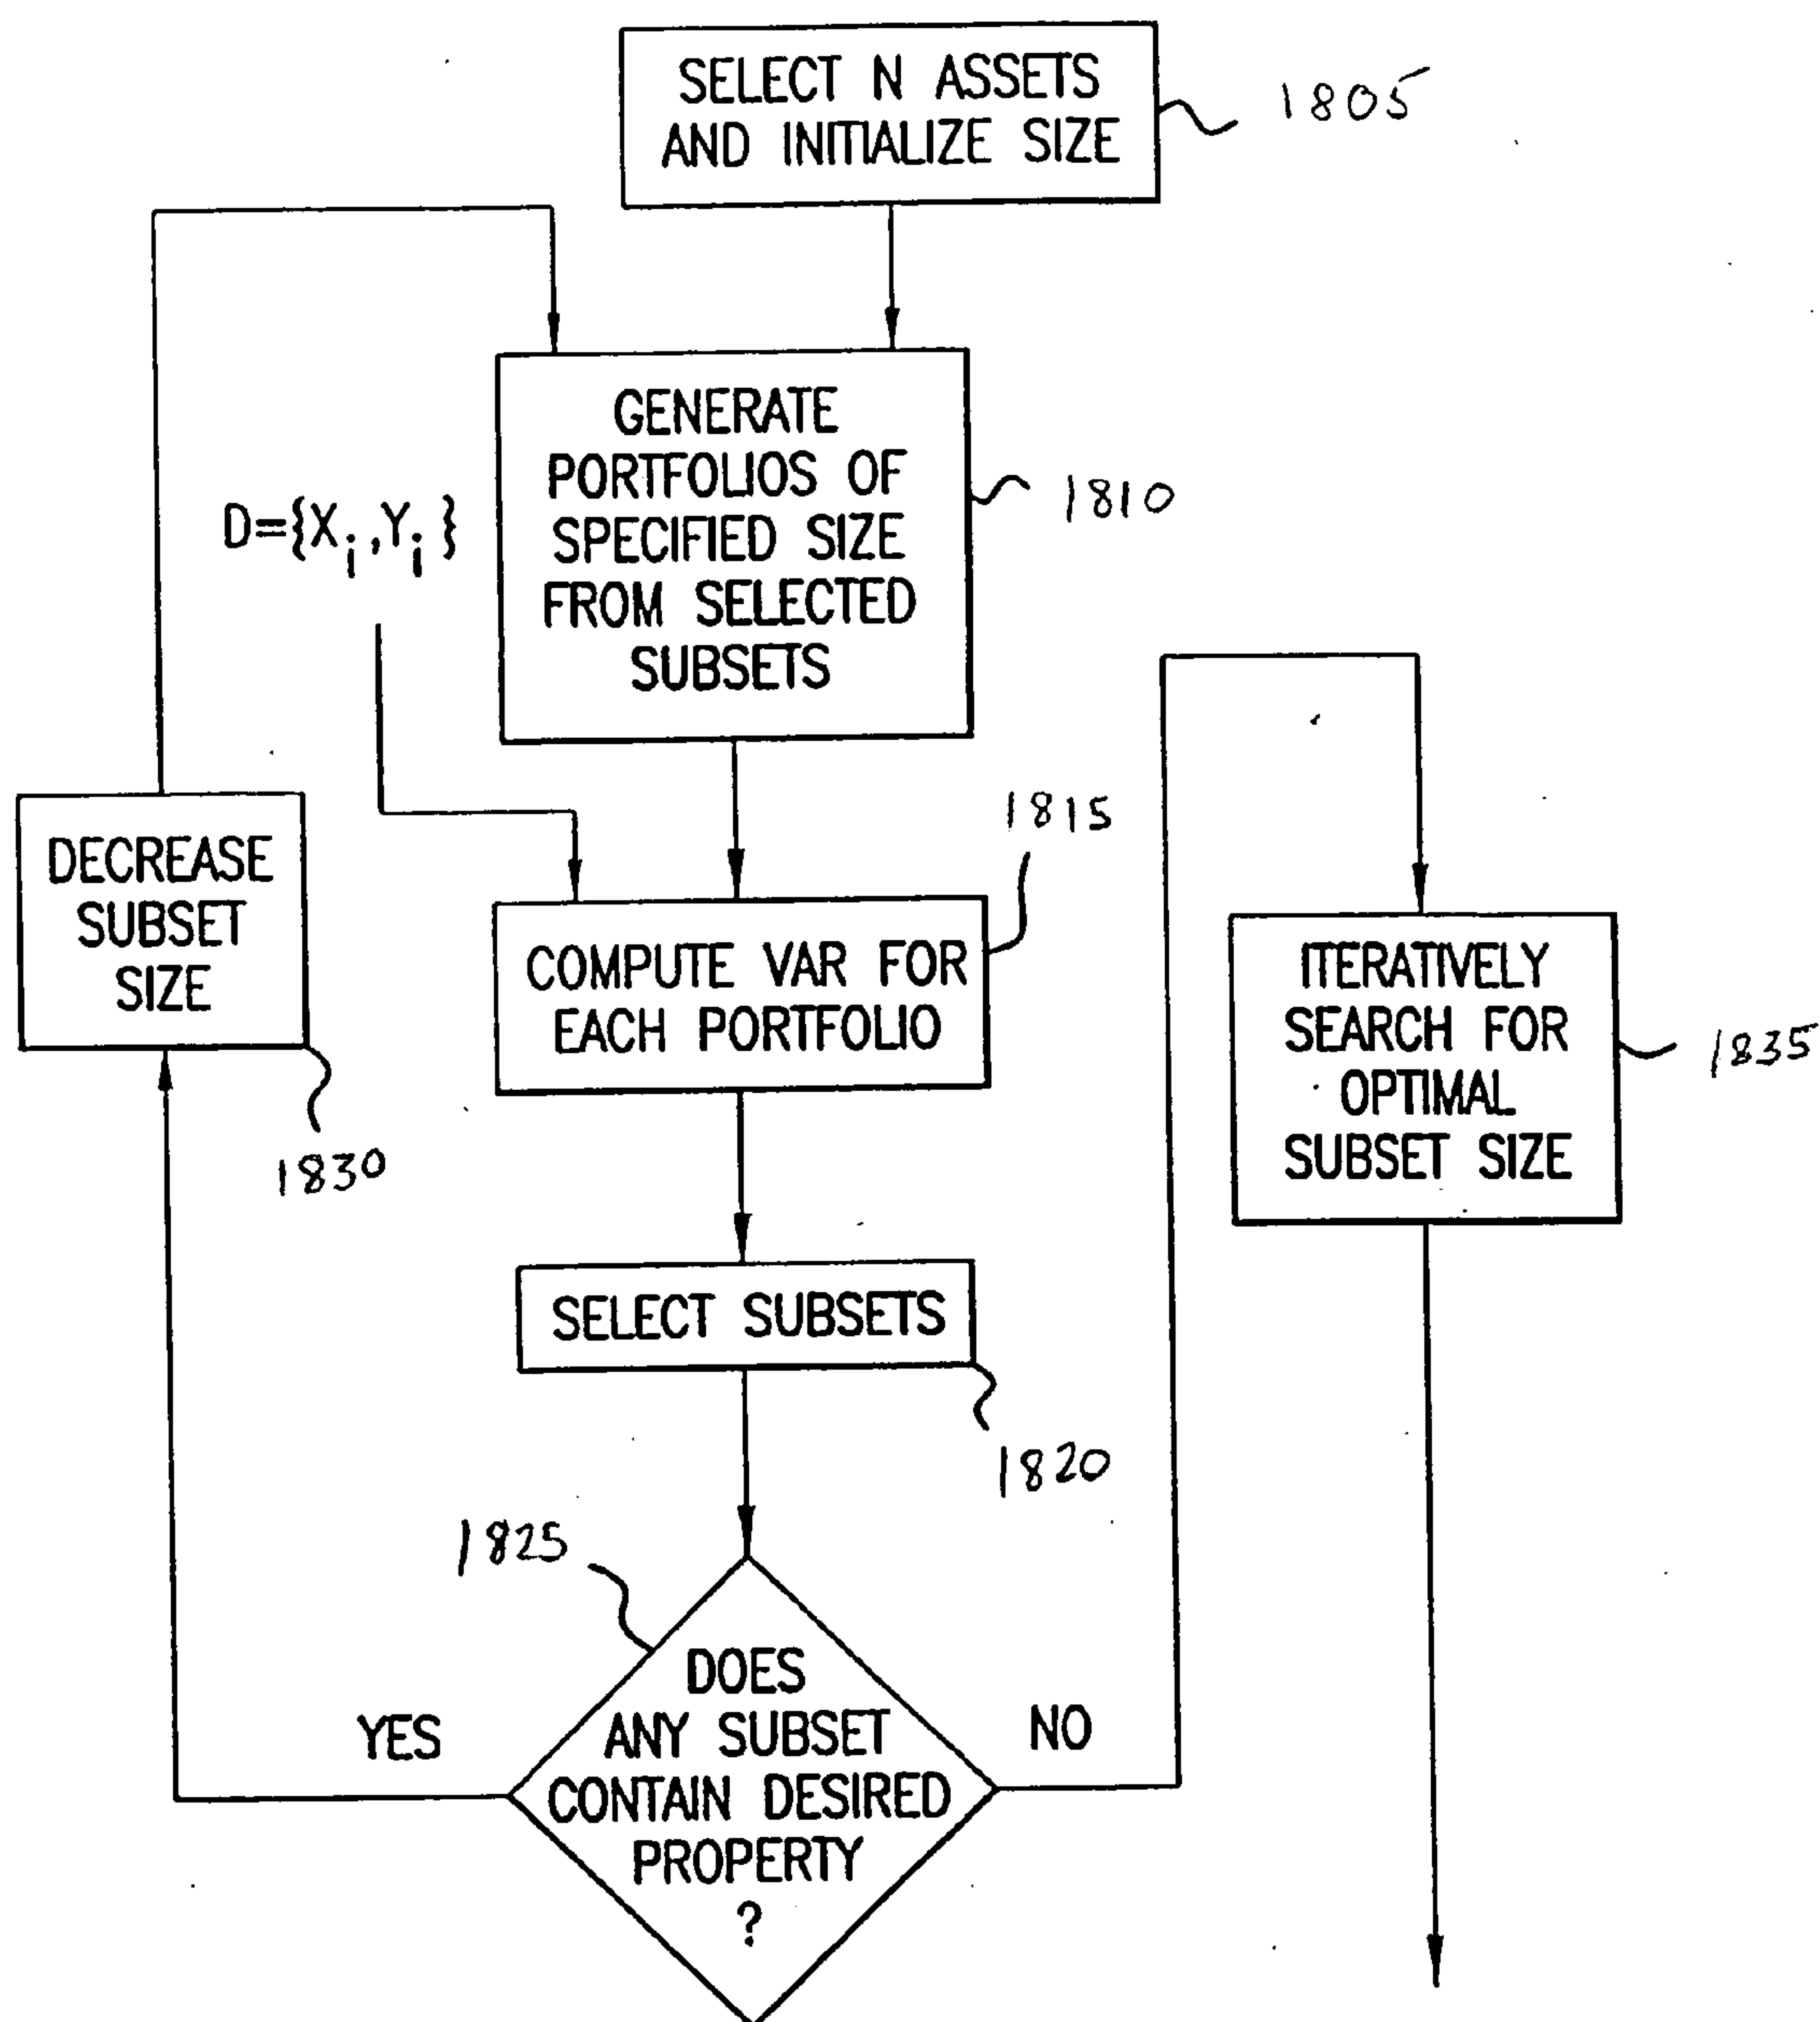 SELECT N ASSETS
AND INITIALIZE SIZE
1805
GENERATE
PORTFOLIOS OF
SPECIFIED SIZE
FROM SELECTED
SUBSETS
1810
D={Xi,Yi}
1815
COMPUTE VAR FOR
EACH PORTFOLIO
DECREASE
SUBSET
SIZE
1830
ITERATIVELY
SEARCH FOR
OPTIMAL
SUBSET SIZE
1835
SELECT SUBSETS
1820
1825
DOES
ANY SUBSET
CONTAIN DESIRED
PROPERTY
?
YES
NO